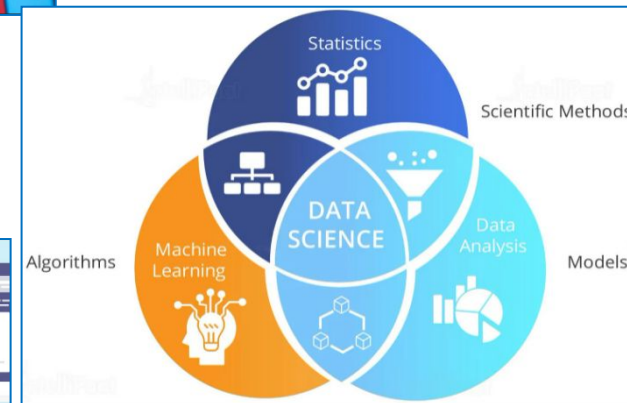 Statistics
Scientific Methods
DATA
SCIENCE
Data
Analysis
Machine
Learning
Algorithms
Models